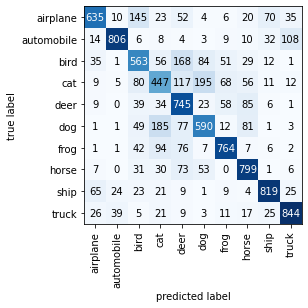 airplane 635 10 145 23 52 4 6 20 70 35
automobile 14 806 6 8 4 3 9 10 32 108
bird 35 1 563 56 168 84 51 29 12 1
cat 9 5 80 447 117 195 68 56 11 12
deer 9 0 39 34 745 23 58 85 6 1
dog 1 1 49 185 77 590 12 81 1 3
frog 1 1 42 94 76 7 764 7 6 2
horse 7 0 31 30 73 53 0 799 1 6
ship 65 24 23 21 9 1 9 4 819 25
truck 26 39 5 21 9 3 11 17 25 844
true label
airplane automobile bird cat deer dog frog horse ship truck
predicted label